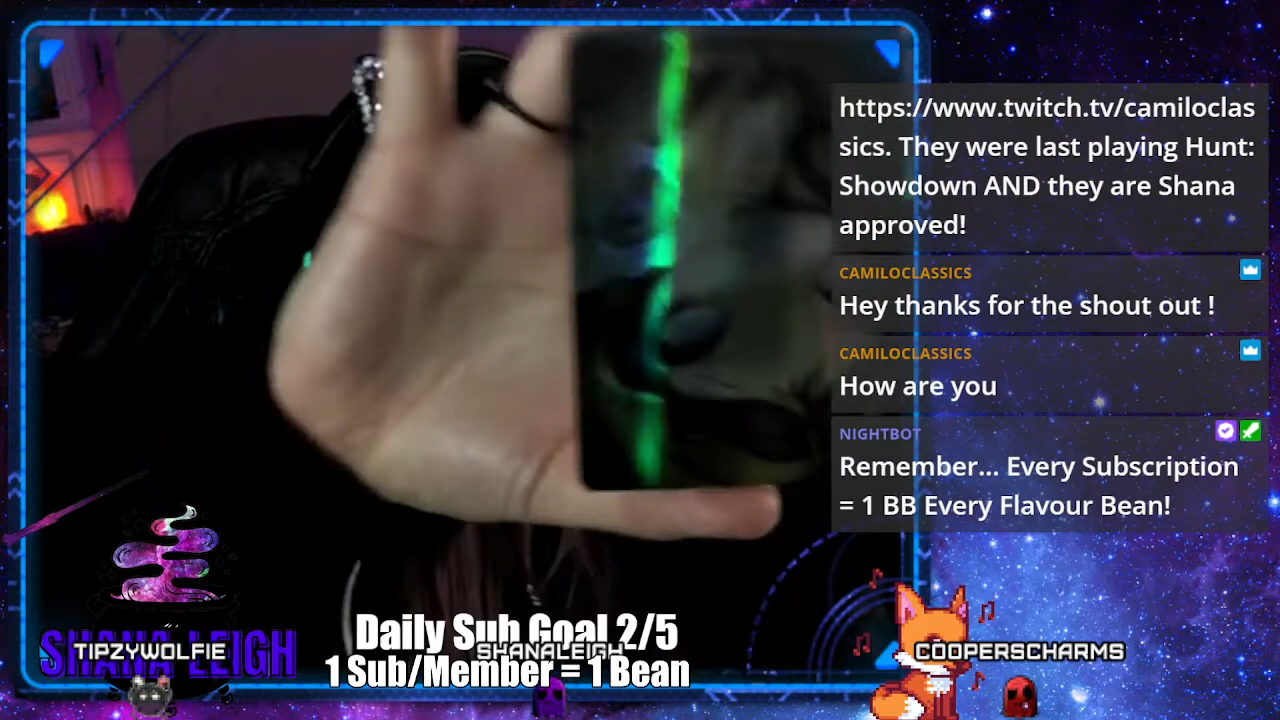 https://www.twitch.tv/camiloclas
sics. They were last playing Hunt:
Showdown AND they are Shana
approved!
CAMILOCLASSICS
Hey thanks for the shout out !
CAMILOCLASSICS
How are you
NIGHTBOT
Remember... Every Subscription
= 1 BB Every Flavour Bean!
Daily Sub Goal 2/5
1 Sub/Member = 1 Bean
SHANA LEIGH
TIPZYWOLFIE
SHANALEIGH
COOPERSCHARMS